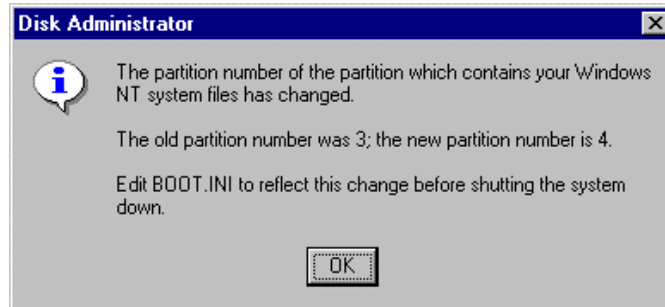 Disk Administrator
The partition number of the partition which contains your Windows
NT system files has changed.
The old partition number was 3; the new partition number is 4.
Edit BOOT.INI to reflect this change before shutting the system
down.
OK